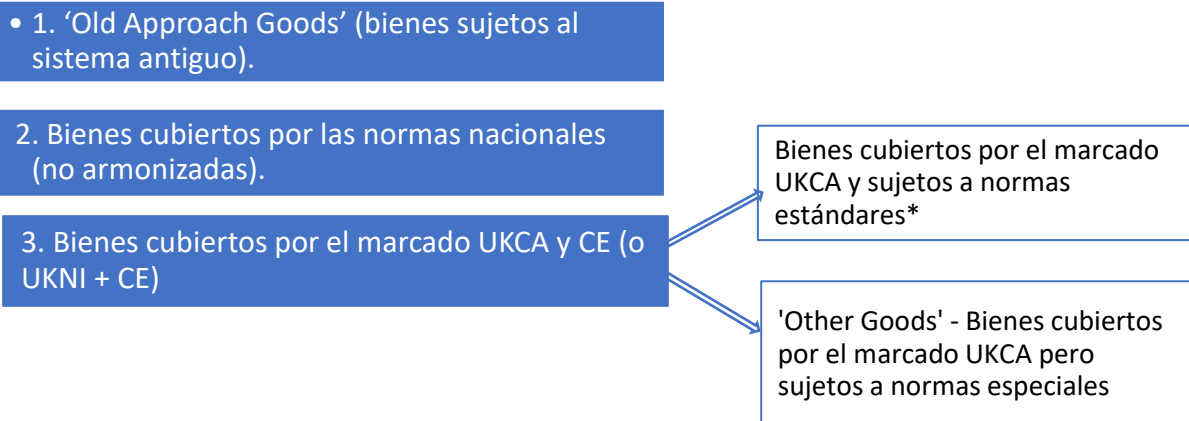 • 1. ‘Old Approach Goods’ (bienes sujetos al
sistema antiguo).
2. Bienes cubiertos por las normas nacionales
(no armonizadas).
3. Bienes cubiertos por el marcado UKCA y CE (o
UKNI + CE)
Bienes cubiertos por el marcado
UKCA y sujetos a normas
estándares*
'Other Goods' - Bienes cubiertos
por el marcado UKCA pero
sujetos a normas especiales